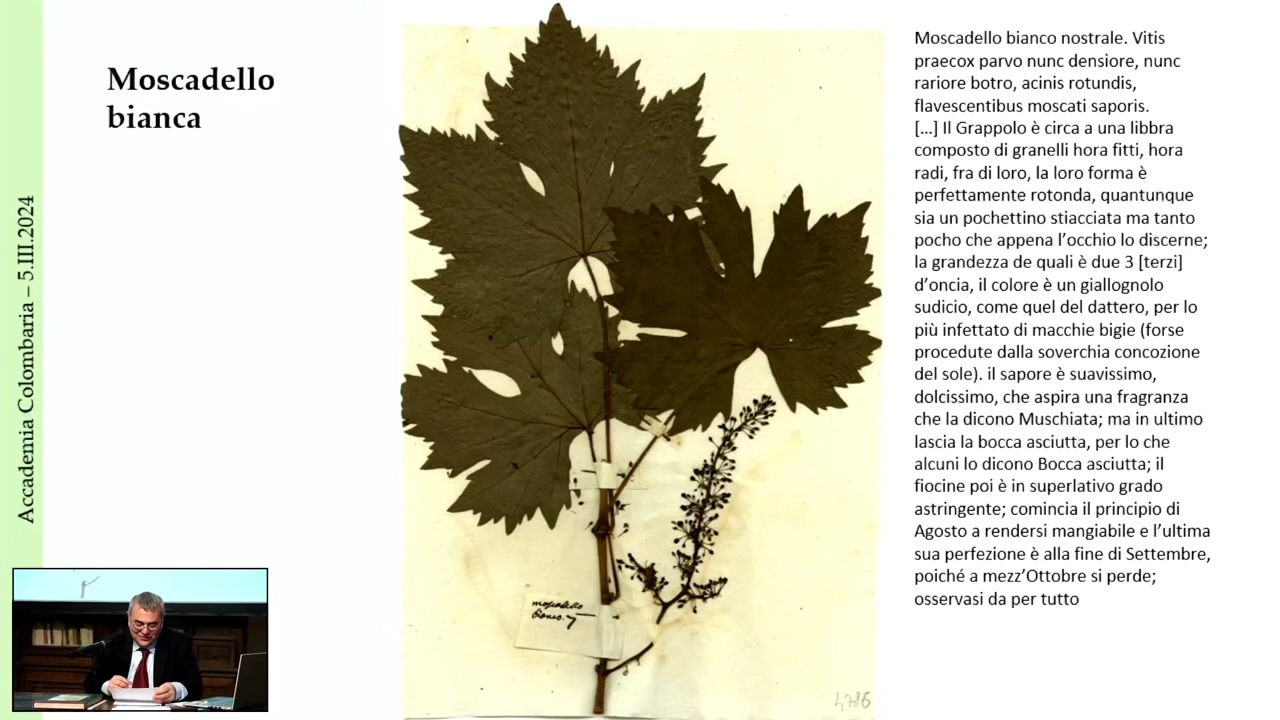 Accademia Colombaria – 5.III.2024
Moscadello
bianca
Moscadello bianco nostrale. Vitis
praecox parvo nunc densiore, nunc
rariore botro, acinis rotundis,
flavescentibus moscati saporis.
[...] Il Grappolo è circa a una libbra
composto di granelli hora fitti, hora
radi, fra di loro, la loro forma è
perfettamente rotonda, quantunque
sia un pochettino stiacciata ma tanto
pocho che appena l'occhio lo discerne;
la grandezza de quali è due 3 [terzi]
d'oncia, il colore è un giallognolo
sudicio, come quel del dattero, per lo
più infettato di macchie bigie (forse
procedute dalla soverchia concozione
del sole). il sapore è suavissimo,
dolcissimo, che aspira una fragranza
che la dicono Muschiata; ma in ultimo
lascia la bocca asciutta, per lo che
alcuni lo dicono Bocca asciutta; il
fiocine poi è in superlativo grado
astringente; comincia il principio di
Agosto a rendersi mangiabile e l'ultima
sua perfezione è alla fine di Settembre,
poiché a mezz'Ottobre si perde;
osservasi da per tutto
bianco.
4786